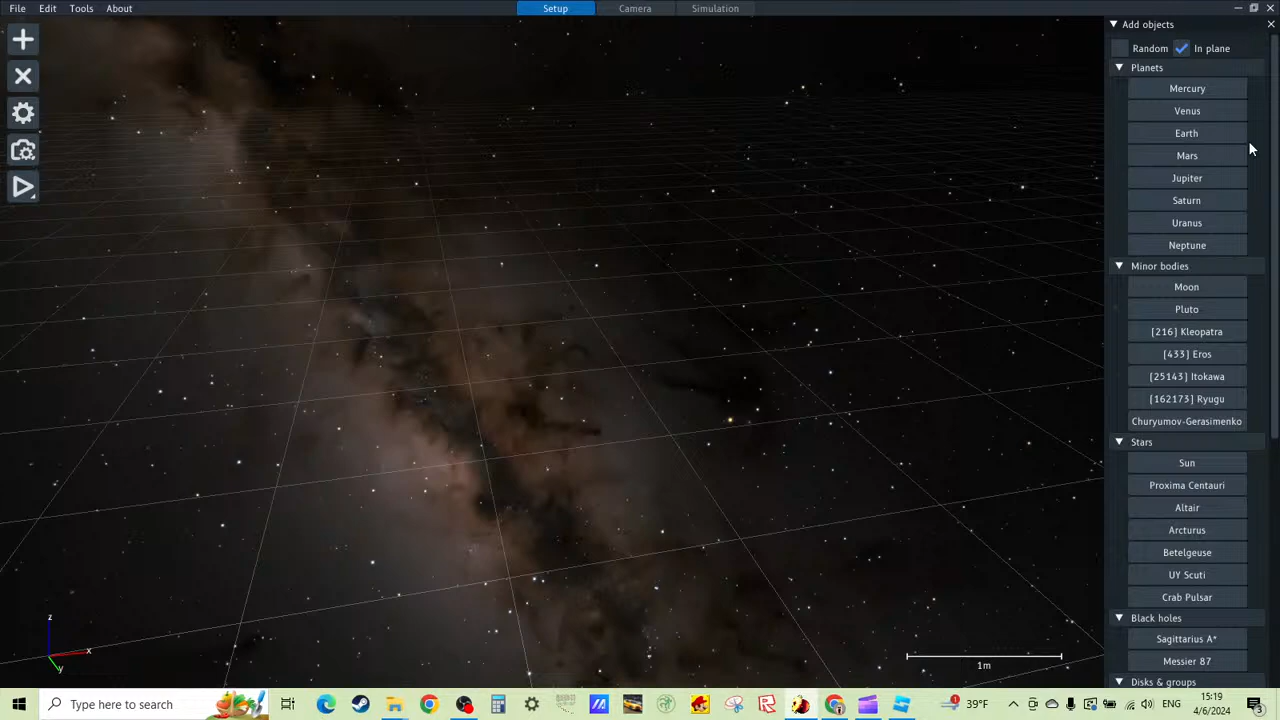 File Edit Tools About
Setup Camera Simulation
Add objects
Random In plane
Planets
Mercury
Venus
Earth
Mars
Jupiter
Saturn
Uranus
Neptune
Minor bodies
Moon
Pluto
[216] Kleopatra
[433] Eros
[25143] Itokawa
[162173] Ryugu
Churyumov-Gerasimenko
Stars
Sun
Proxima Centauri
Altair
Arcturus
Betelgeuse
UY Scuti
Crab Pulsar
Black holes
Sagittarius A*
Messier 87
Disks & groups
z
x
y
1m
Type here to search
39°F
ENG
15:19
4/6/2024
3